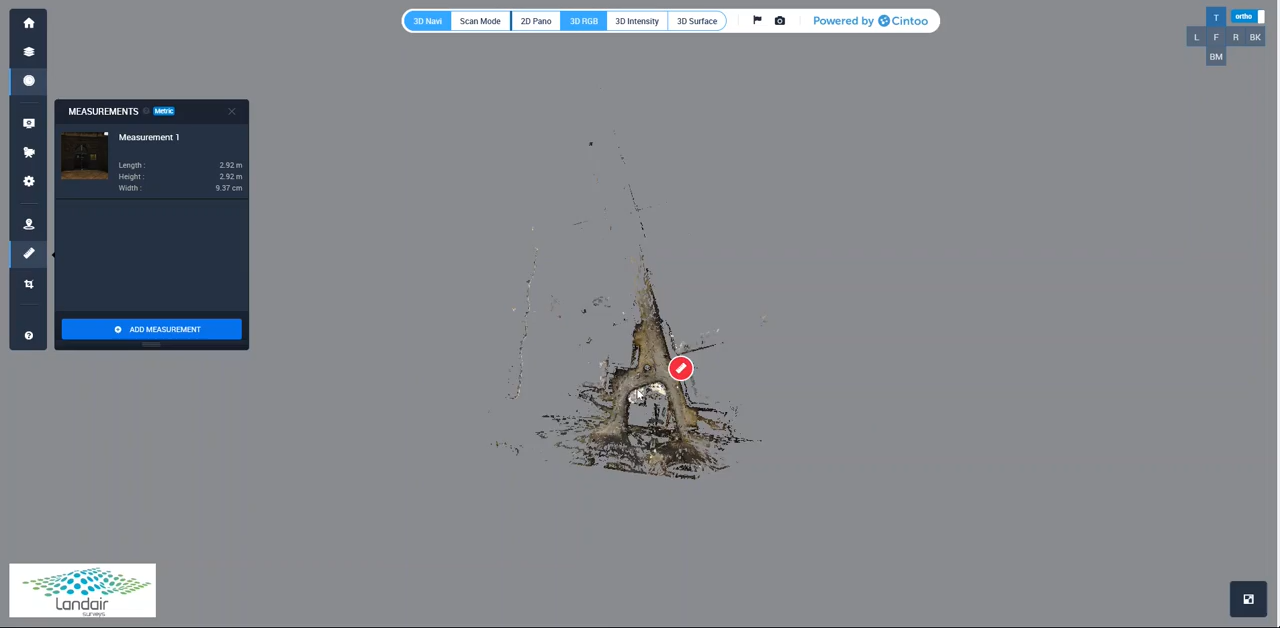 3D Navi Scan Mode 2D Pano 3D RGB 3D Intensity 3D Surface Powered by Cintoo
T ortho
L F R BK
BM
MEASUREMENTS Metric
Measurement 1
Length : 2.92 m
Height : 2.92 m
Width : 9.37 cm
ADD MEASUREMENT
Landair
surveys